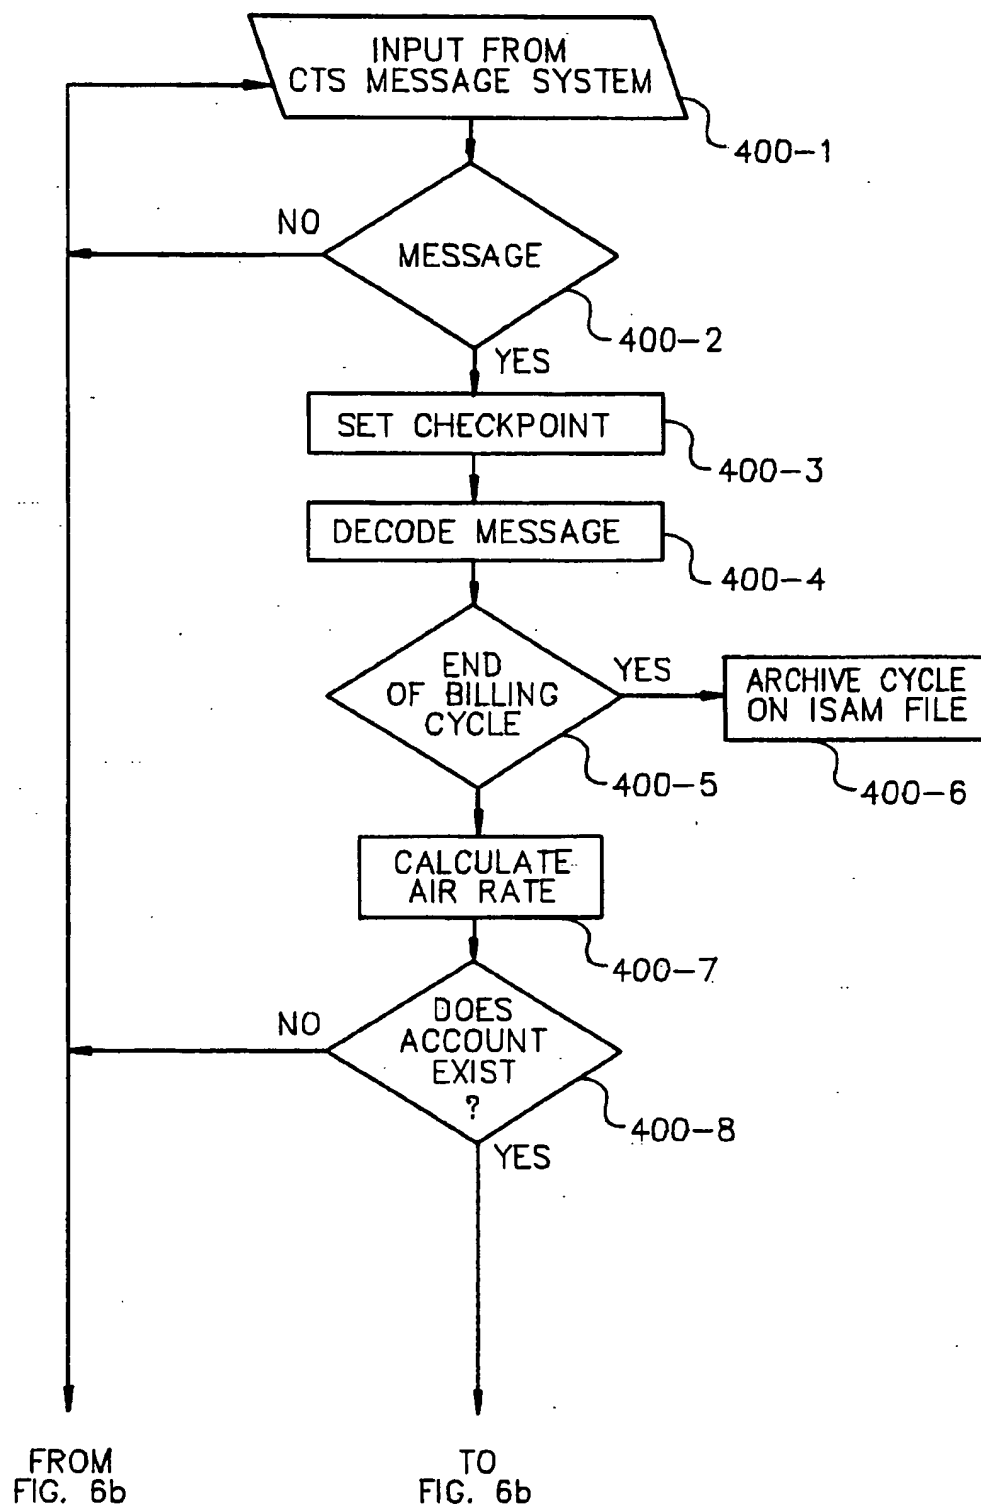 INPUT FROM
CTS MESSAGE SYSTEM
400-1
NO
MESSAGE
400-2
YES
SET CHECKPOINT
400-3
DECODE MESSAGE
400-4
END
OF BILLING
CYCLE
YES
ARCHIVE CYCLE
ON ISAM FILE
400-5
400-6
CALCULATE
AIR RATE
400-7
NO
DOES
ACCOUNT
EXIST
?
400-8
YES
FROM
FIG. 6b
TO
FIG. 6b